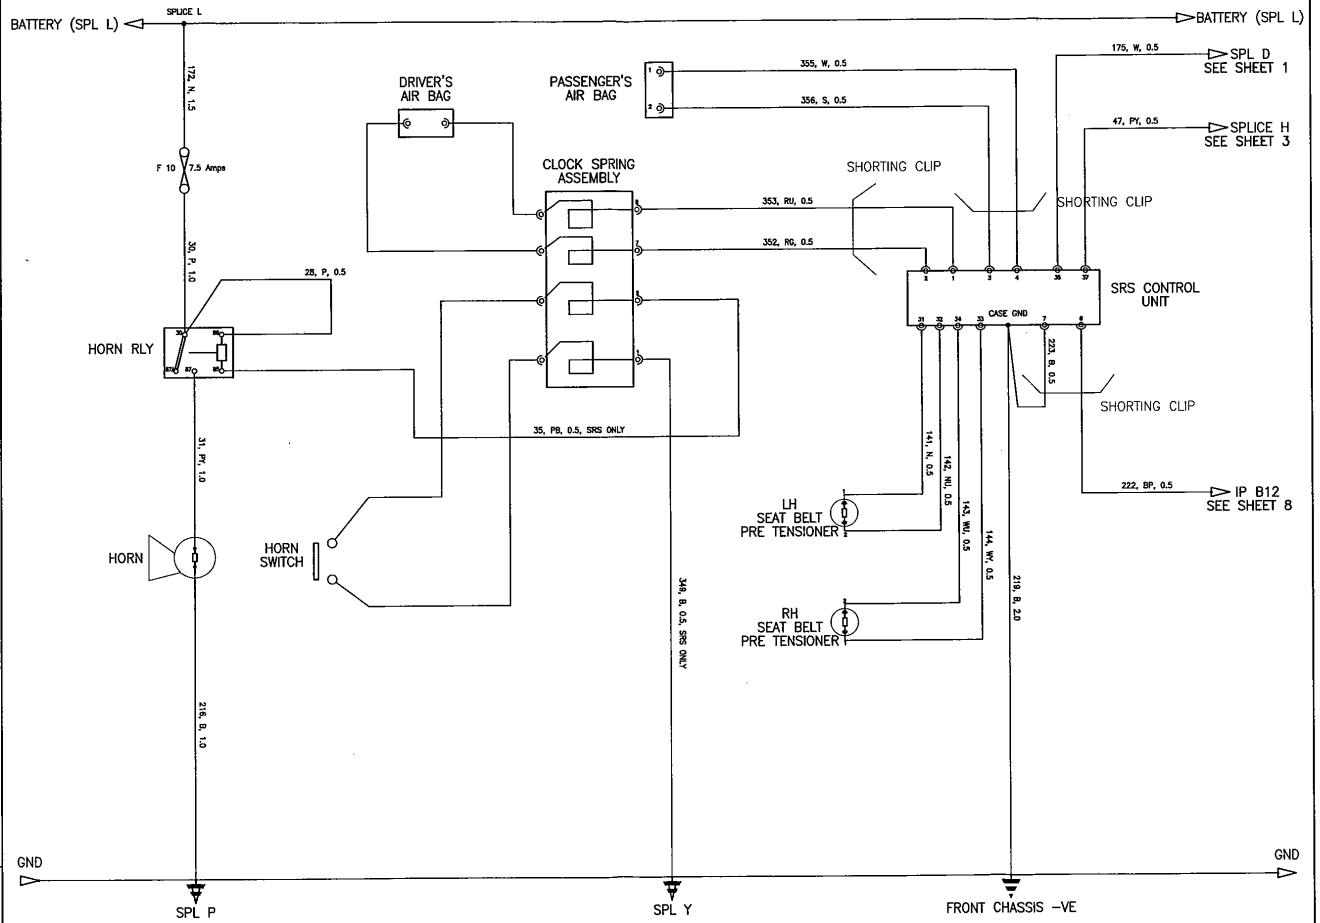 SPLICE L
BATTERY (SPL L)
BATTERY (SPL L)
175, W, 0.5
SPL D
SEE SHEET 1
355, W, 0.5
172, N, 1.5
DRIVER'S
AIR BAG
PASSENGER'S
AIR BAG
1
2
356, S, 0.5
47, PY, 0.5
SPLICE H
SEE SHEET 3
F 10
7.5 Amps
CLOCK SPRING
ASSEMBLY
SHORTING CLIP
SHORTING CLIP
353, RU, 0.5
352, RG, 0.5
7
30, P, 1.0
28, P, 0.5
2
1
3
4
35
37
SRS CONTROL
UNIT
CASE GND
31
32
34
33
7
6
HORN RLY
30
86
87A
87
85
1
223, B, 0.5
SHORTING CLIP
35, PB, 0.5, SRS ONLY
31, PY, 1.0
141, N, 0.5
142, NU, 0.5
143, WU, 0.5
144, WY, 0.5
222, BP, 0.5
IP B12
SEE SHEET 8
LH
SEAT BELT
PRE TENSIONER
1
2
HORN
HORN
SWITCH
349, B, 0.5, SRS ONLY
219, B, 2.0
RH
SEAT BELT
PRE TENSIONER
2
1
216, B, 1.0
GND
GND
SPL P
SPL Y
FRONT CHASSIS -VE